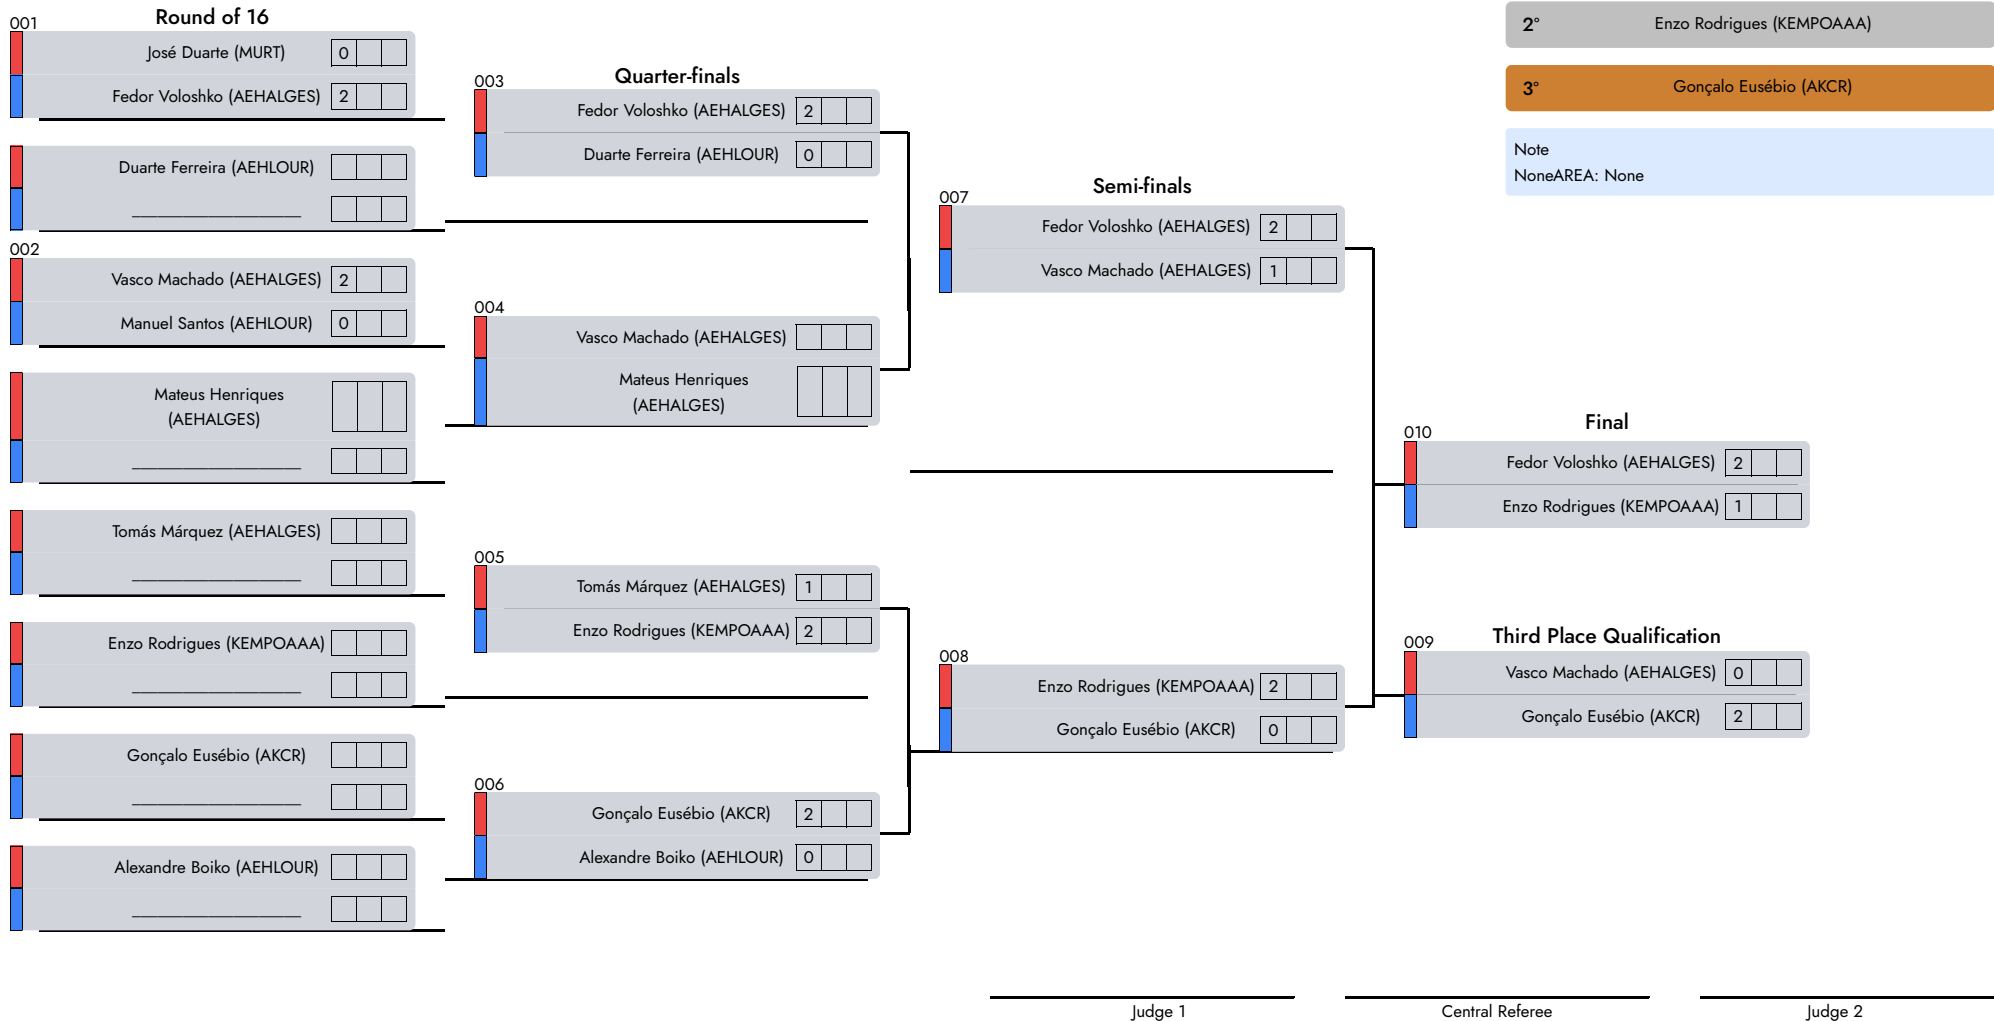 Round of 16
001
José Duarte (MURT) 0
Fedor Voloshko (AEHALGES) 2
Duarte Ferreira (AEHLOUR)
____________________
002
Vasco Machado (AEHALGES) 2
Manuel Santos (AEHLOUR) 0
Mateus Henriques
(AEHALGES)
____________________
Tomás Márquez (AEHALGES)
____________________
Enzo Rodrigues (KEMPOAAA)
____________________
Gonçalo Eusébio (AKCR)
____________________
Alexandre Boiko (AEHLOUR)
____________________
Quarter-finals
003
Fedor Voloshko (AEHALGES) 2
Duarte Ferreira (AEHLOUR) 0
004
Vasco Machado (AEHALGES)
Mateus Henriques
(AEHALGES)
005
Tomás Márquez (AEHALGES) 1
Enzo Rodrigues (KEMPOAAA) 2
006
Gonçalo Eusébio (AKCR) 2
Alexandre Boiko (AEHLOUR) 0
Semi-finals
007
Fedor Voloshko (AEHALGES) 2
Vasco Machado (AEHALGES) 1
008
Enzo Rodrigues (KEMPOAAA) 2
Gonçalo Eusébio (AKCR) 0
Final
010
Fedor Voloshko (AEHALGES) 2
Enzo Rodrigues (KEMPOAAA) 1
Third Place Qualification
009
Vasco Machado (AEHALGES) 0
Gonçalo Eusébio (AKCR) 2
2° Enzo Rodrigues (KEMPOAAA)
3° Gonçalo Eusébio (AKCR)
Note
NoneAREA: None
Judge 1
Central Referee
Judge 2